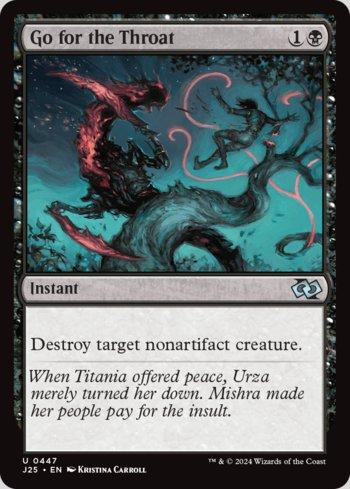 Go for the Throat 1
Instant
Destroy target nonartifact creature.
When Titania offered peace, Urza
merely turned her down. Mishra made
her people pay for the insult.
U 0447
J25 • EN Kristina Carroll
™ & © 2024 Wizards of the Coast